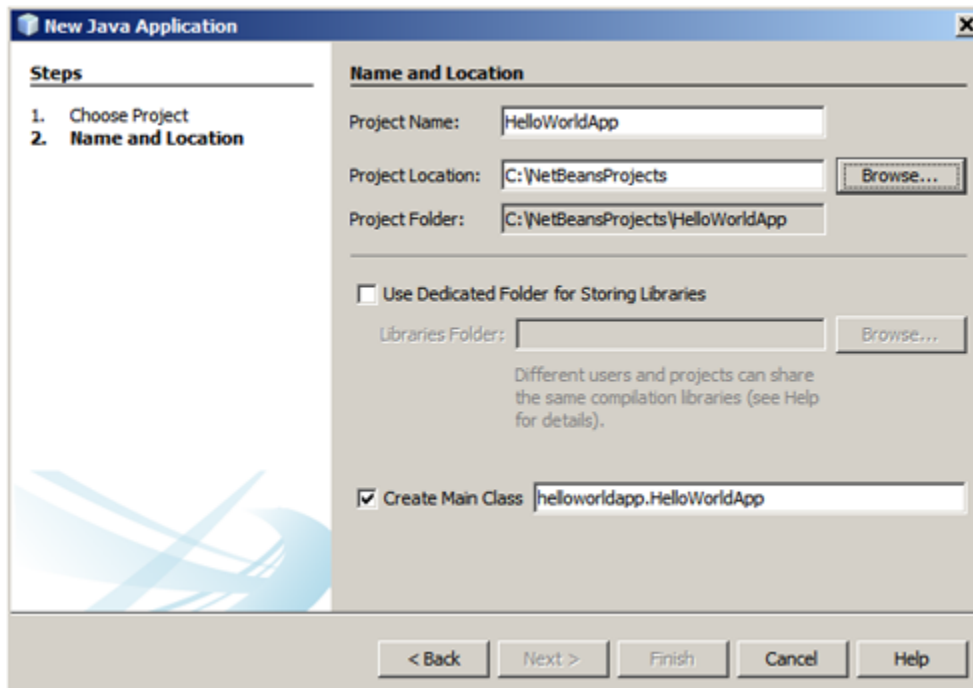 New Java Application
Steps
1. Choose Project
2. Name and Location
Name and Location
Project Name: HelloWorldApp
Project Location: C:\NetBeansProjects Browse...
Project Folder: C:\NetBeansProjects\HelloWorldApp
Use Dedicated Folder for Storing Libraries
Libraries Folder: Browse...
Different users and projects can share
the same compilation libraries (see Help
for details).
Create Main Class helloworldapp.HelloWorldApp
< Back Next > Finish Cancel Help